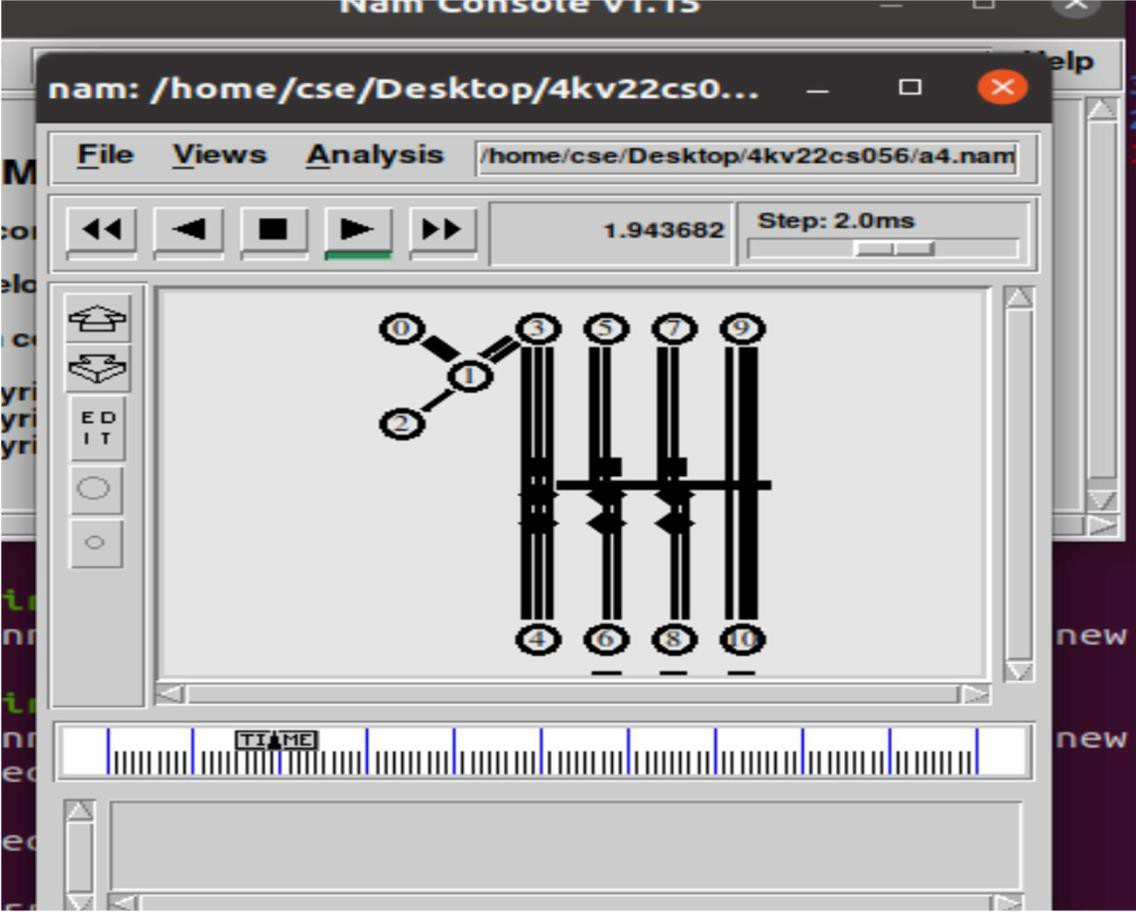 Nam Console v1.15
Help
nam: /home/cse/Desktop/4kv22cs0...
File Views Analysis /home/cse/Desktop/4kv22cs056/a4.nam
1.943682 Step: 2.0ms
E D
I T
0 3 5 7 9
1
2
4 6 8 10
TIME
new
new